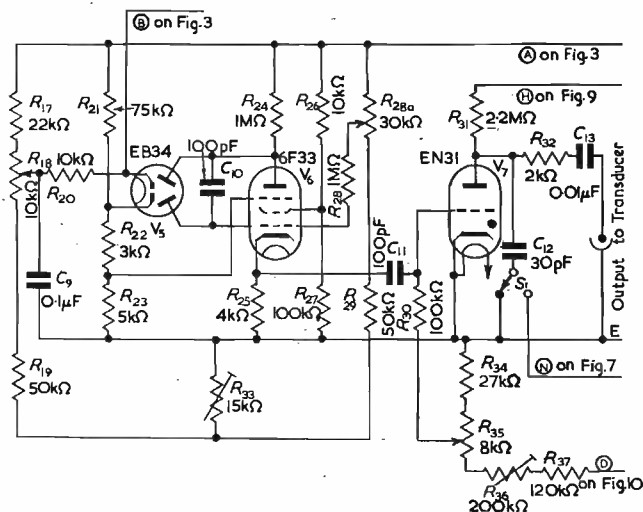 Ⓑ on Fig.3
Ⓐ on Fig.3
Ⓗ on Fig.9
R17
22kΩ
R21
75kΩ
R24
1MΩ
R26
10kΩ
R28a
30kΩ
R31
2·2MΩ
R18
10kΩ
10kΩ
R20
EB34
V5
100pF
C10
6F33
V6
R28
1MΩ
EN31
V7
R32
2kΩ
C13
0·01μF
Output to Transducer
R22
3kΩ
C9
0·1μF
R23
5kΩ
R25
4kΩ
R27
100kΩ
R29
50kΩ
100pF
C11
R30
100kΩ
C12
30pF
S1
E
Ⓝ on Fig.7
R19
50kΩ
R33
15kΩ
R34
27kΩ
R35
8kΩ
R36
200kΩ
R37
120kΩ
Ⓓ
on Fig.10